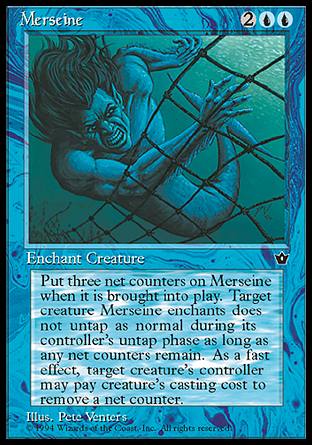 Merseine 2
Enchant Creature
Put three net counters on Merseine
when it is brought into play. Target
creature Merseine enchants does
not untap as normal during its
controller's untap phase as long as
any net counters remain. As a fast
effect, target creature's controller
may pay creature's casting cost to
remove a net counter.
Illus. Pete Venters
©1994 Wizards of the Coast, Inc. All rights reserved.